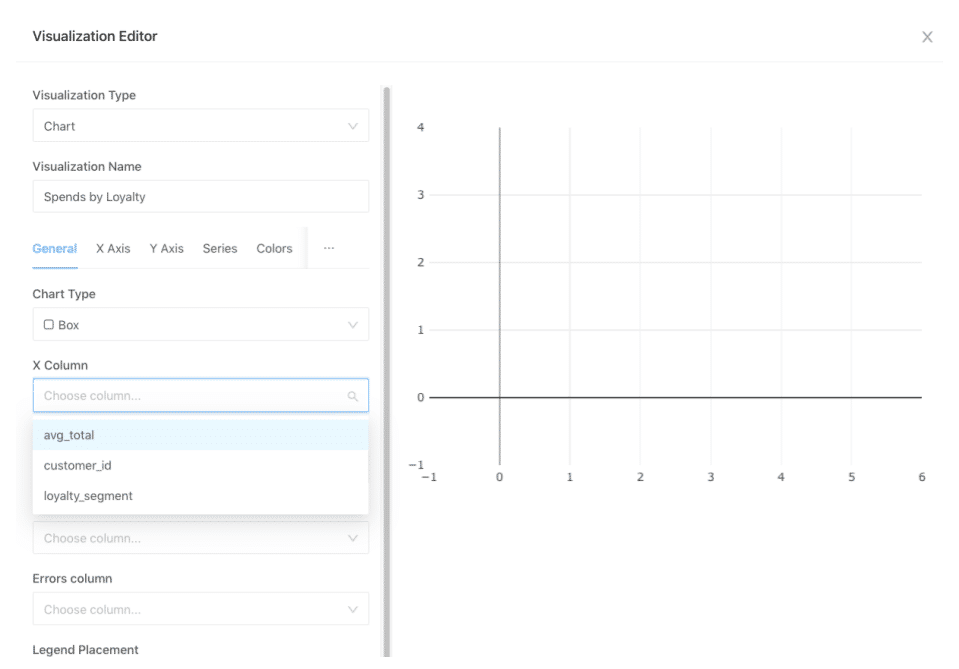 Visualization Editor
Visualization Type
Chart
Visualization Name
Spends by Loyalty
General X Axis Y Axis Series Colors ...
Chart Type
Box
X Column
Choose column...
avg_total
customer_id
loyalty_segment
Choose column...
Errors column
Choose column...
Legend Placement
4
3
2
1
0
−1
−1 0 1 2 3 4 5 6